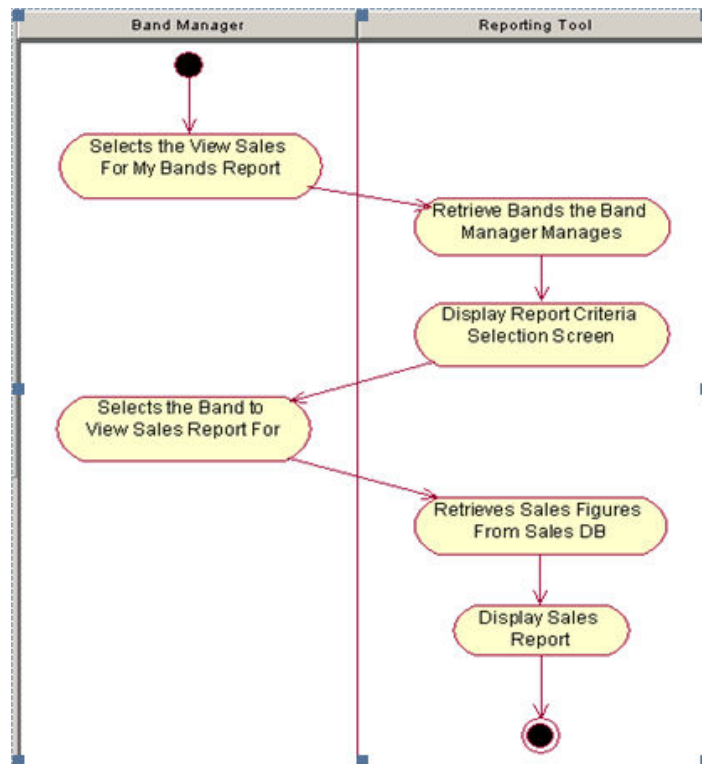 Band Manager
Reporting Tool
Selects the View Sales
For My Bands Report
Retrieve Bands the Band
Manager Manages
Display Report Criteria
Selection Screen
Selects the Band to
View Sales Report For
Retrieves Sales Figures
From Sales DB
Display Sales
Report